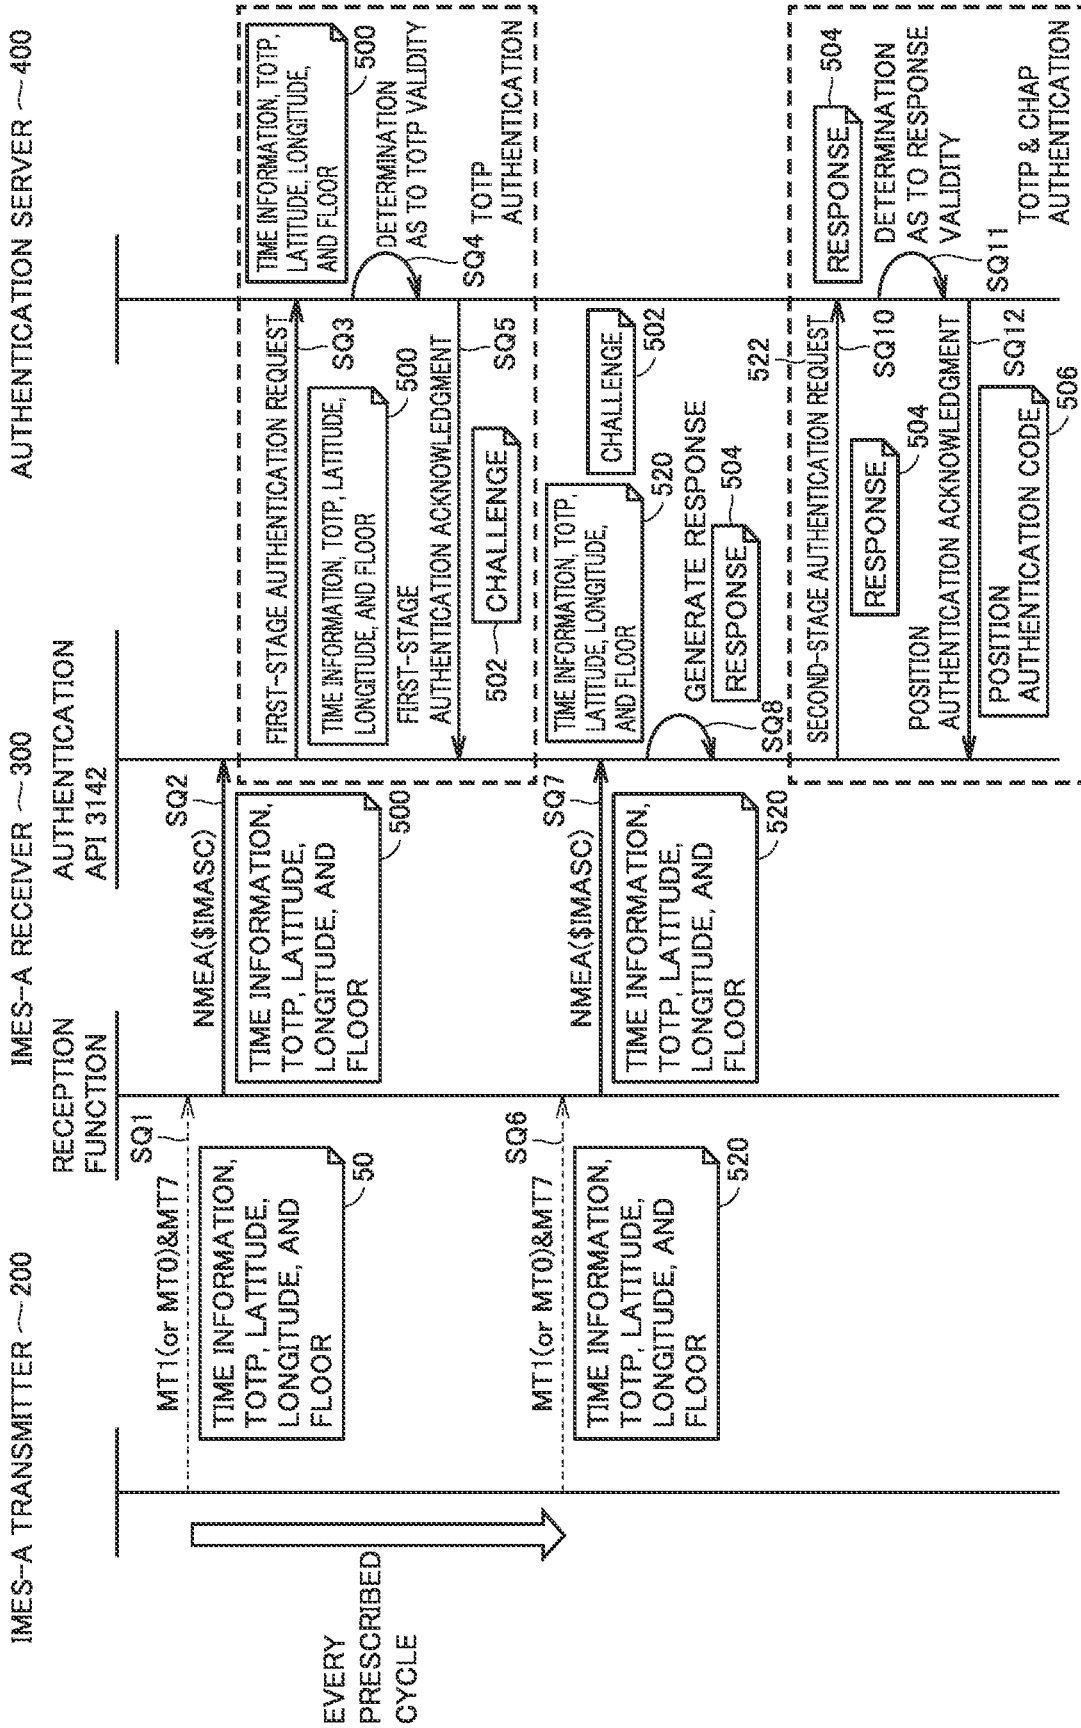 IMES-A TRANSMITTER ~200
IMES-A RECEIVER ~300
AUTHENTICATION SERVER ~400
RECEPTION
FUNCTION
AUTHENTICATION
API 3142
EVERY
PRESCRIBED
CYCLE
MT1(or MT0)&MT7
SQ1
TIME INFORMATION,
TOTP, LATITUDE,
LONGITUDE, AND
FLOOR
50
NMEA($IMASC)
SQ2
TIME INFORMATION,
TOTP, LATITUDE,
LONGITUDE, AND
FLOOR
500
FIRST-STAGE AUTHENTICATION REQUEST
SQ3
TIME INFORMATION, TOTP, LATITUDE,
LONGITUDE, AND FLOOR
500
TIME INFORMATION, TOTP,
LATITUDE, LONGITUDE,
AND FLOOR
500
DETERMINATION
AS TO TOTP VALIDITY
SQ4
TOTP
AUTHENTICATION
FIRST-STAGE
AUTHENTICATION ACKNOWLEDGMENT
SQ5
502
CHALLENGE
MT1(or MT0)&MT7
SQ6
TIME INFORMATION,
TOTP, LATITUDE,
LONGITUDE, AND
FLOOR
520
NMEA($IMASC)
SQ7
TIME INFORMATION,
TOTP, LATITUDE,
LONGITUDE, AND
FLOOR
520
TIME INFORMATION, TOTP,
LATITUDE, LONGITUDE,
AND FLOOR
520
CHALLENGE
502
GENERATE RESPONSE
RESPONSE
504
SQ8
SECOND-STAGE AUTHENTICATION REQUEST
522
SQ10
RESPONSE
504
RESPONSE
504
DETERMINATION
AS TO RESPONSE
VALIDITY
SQ11
TOTP & CHAP
AUTHENTICATION
POSITION
AUTHENTICATION ACKNOWLEDGMENT
SQ12
POSITION
AUTHENTICATION CODE
506